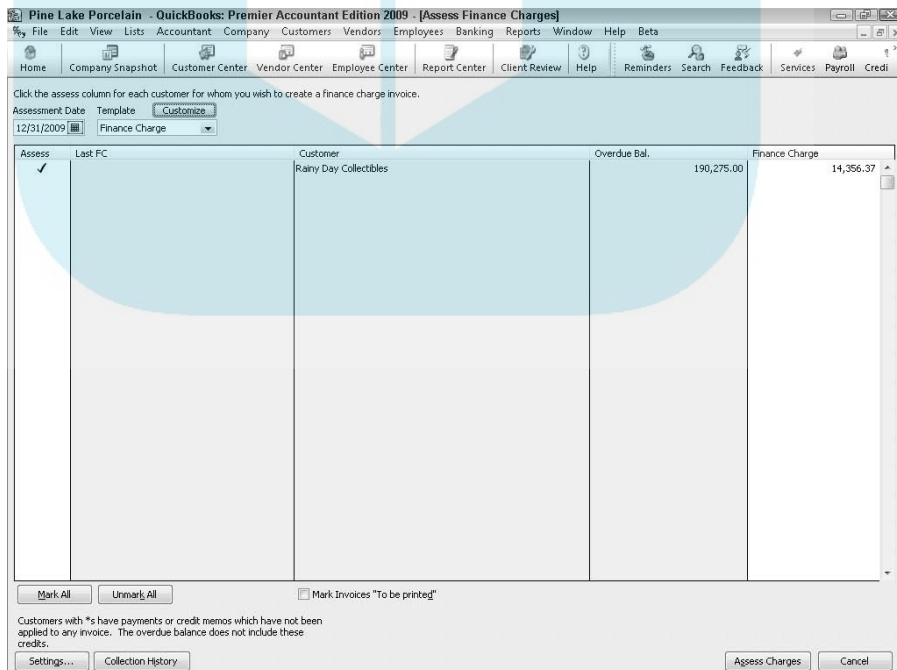 Pine Lake Porcelain - QuickBooks: Premier Accountant Edition 2009 - [Assess Finance Charges]
File Edit View Lists Accountant Company Customers Vendors Employees Banking Reports Window Help Beta
Home Company Snapshot Customer Center Vendor Center Employee Center Report Center Client Review Help Reminders Search Feedback Services Payroll Credi
Click the assess column for each customer for whom you wish to create a finance charge invoice.
Assessment Date Template Customize
12/31/2009 Finance Charge
Assess Last FC Customer Overdue Bal. Finance Charge
Rainy Day Collectibles 190,275.00 14,356.37
Mark All Unmark All Mark Invoices "To be printed"
Customers with *s have payments or credit memos which have not been
applied to any invoice. The overdue balance does not include these
credits.
Settings... Collection History Assess Charges Cancel